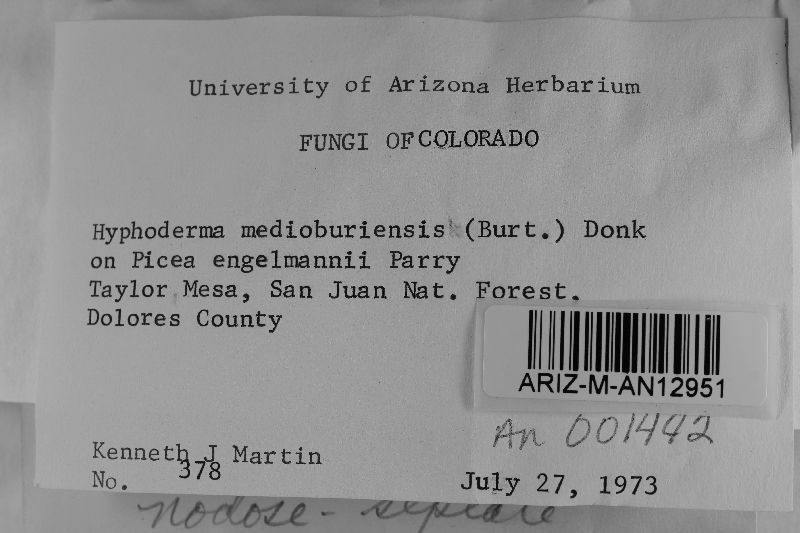 University of Arizona Herbarium
FUNGI OF COLORADO
Hyphoderma medioburiensis (Burt.) Donk
on Picea engelmannii Parry
Taylor Mesa, San Juan Nat. Forest.
Dolores County
ARIZ-M-AN12951
An 001442
Kenneth J Martin
No. 378
July 27, 1973
nodose-septate